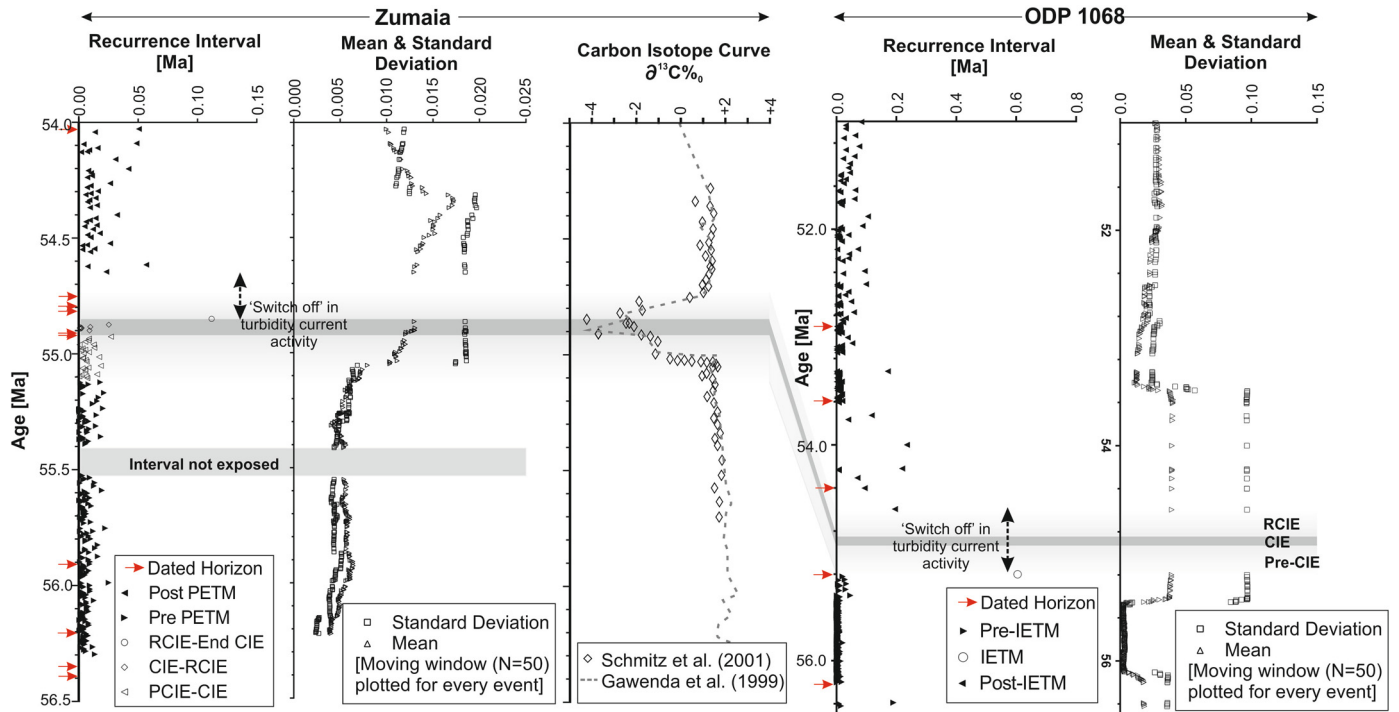 Zumaia
ODP 1068
Recurrence Interval
[Ma]
Mean & Standard
Deviation
Carbon Isotope Curve
∂¹³C%₀
Recurrence Interval
[Ma]
Mean & Standard
Deviation
0.00
0.05
0.10
0.15
0.000
0.005
0.010
0.015
0.020
0.025
-4
-2
0
+2
+4
0.0
0.2
0.4
0.6
0.8
0.0
0.05
0.10
0.15
Age [Ma]
54.0
54.5
55.0
55.5
56.0
56.5
'Switch off' in
turbidity current
activity
Interval not exposed
Dated Horizon
Post PETM
Pre PETM
RCIE-End CIE
CIE-RCIE
PCIE-CIE
Standard Deviation
Mean
[Moving window (N=50)
plotted for every event]
Schmitz et al. (2001)
Gawenda et al. (1999)
Age [Ma]
52.0
54.0
56.0
'Switch off' in
turbidity current
activity
Dated Horizon
Pre-IETM
IETM
Post-IETM
52
54
56
RCIE
CIE
Pre-CIE
Standard Deviation
Mean
[Moving window (N=50)
plotted for every event]